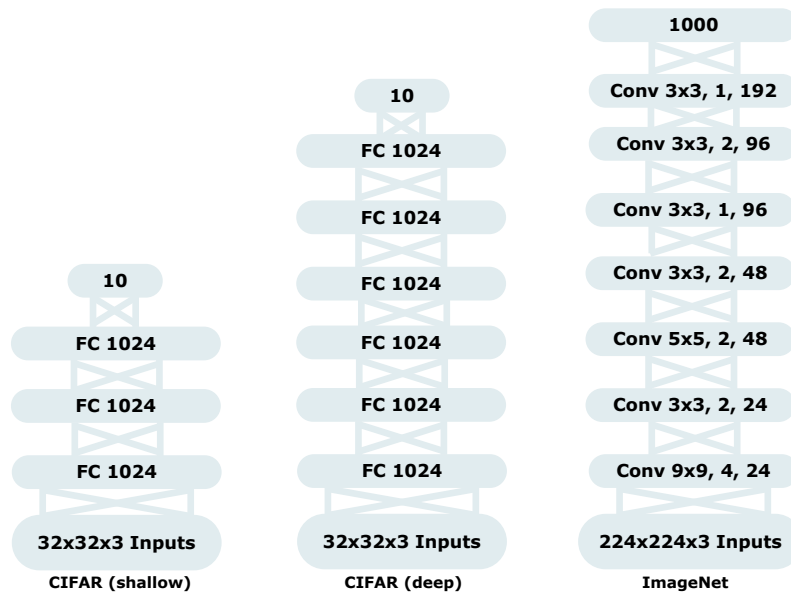 10
FC 1024
FC 1024
FC 1024
32x32x3 Inputs
CIFAR (shallow)
10
FC 1024
FC 1024
FC 1024
FC 1024
FC 1024
FC 1024
32x32x3 Inputs
CIFAR (deep)
1000
Conv 3x3, 1, 192
Conv 3x3, 2, 96
Conv 3x3, 1, 96
Conv 3x3, 2, 48
Conv 5x5, 2, 48
Conv 3x3, 2, 24
Conv 9x9, 4, 24
224x224x3 Inputs
ImageNet